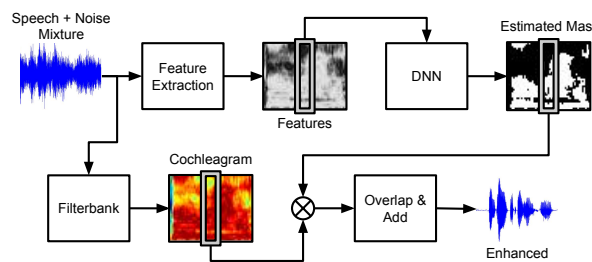 Speech + Noise
Mixture
Feature
Extraction
Features
DNN
Estimated Mas
Filterbank
Cochleagram
Overlap &
Add
Enhanced